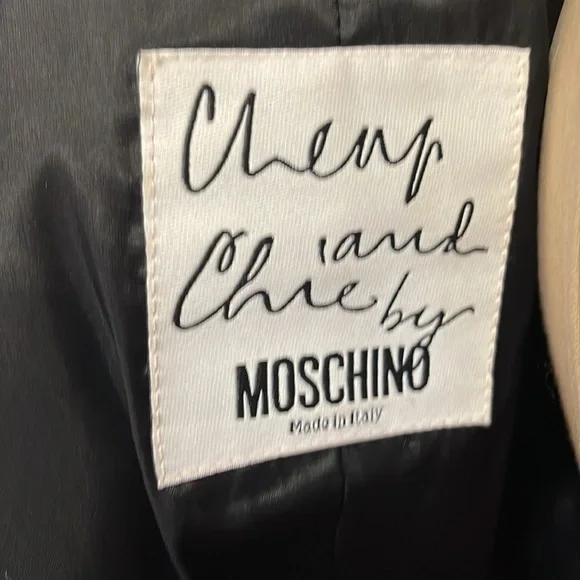 Cheap
and
Chic by
MOSCHINO
Made in Italy